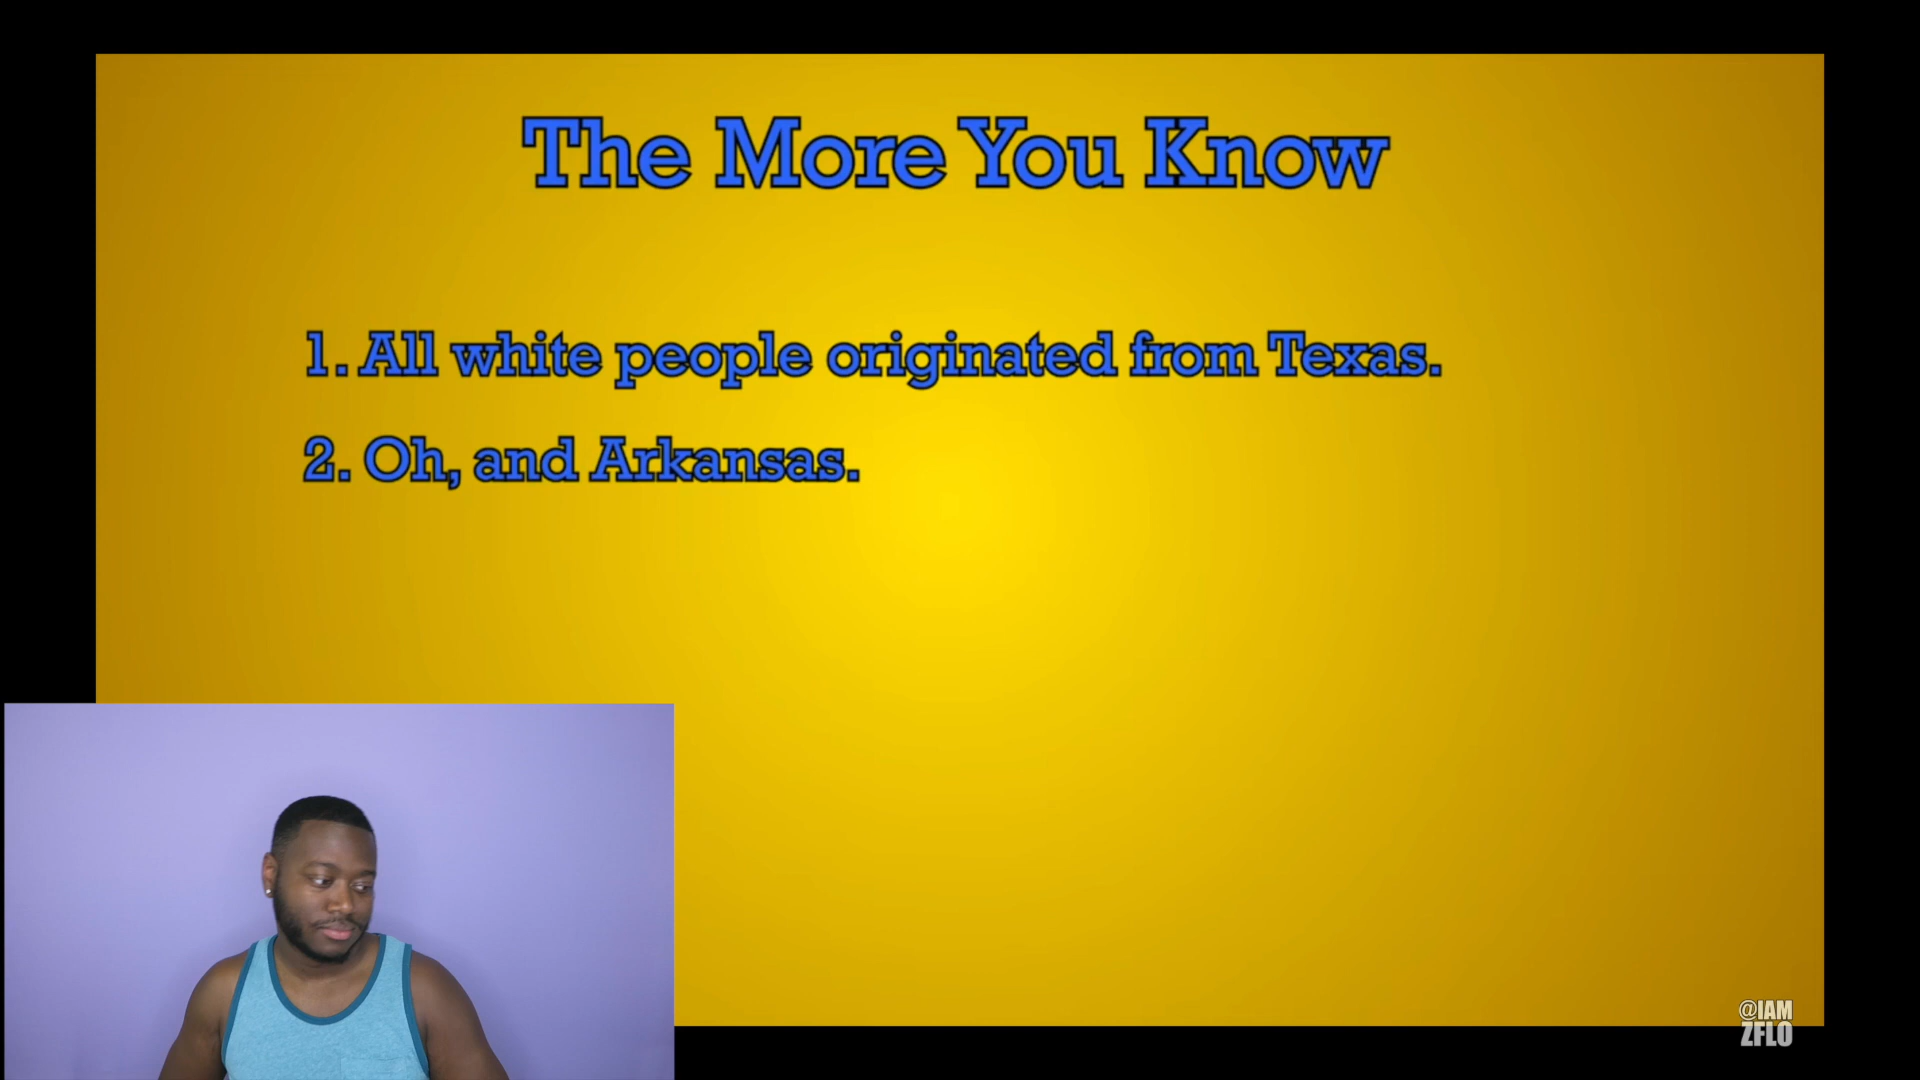 The More You Know
1. All white people originated from Texas.
2. Oh, and Arkansas.
@IAM
ZFLO